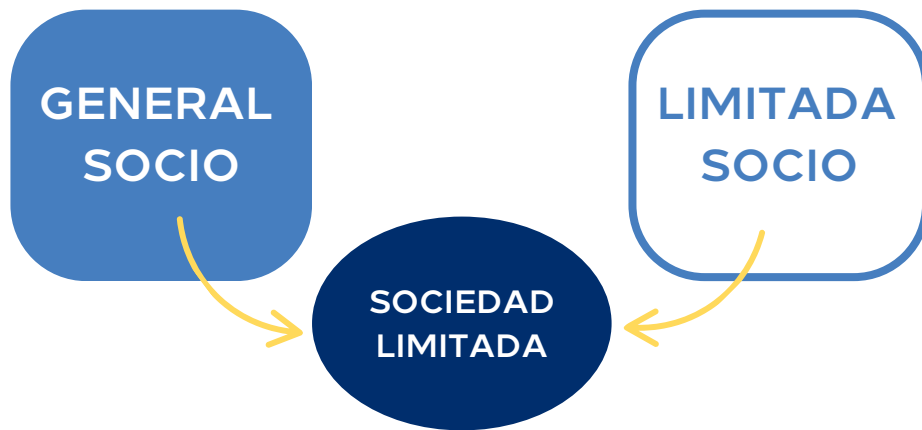 GENERAL
SOCIO
LIMITADA
SOCIO
SOCIEDAD
LIMITADA